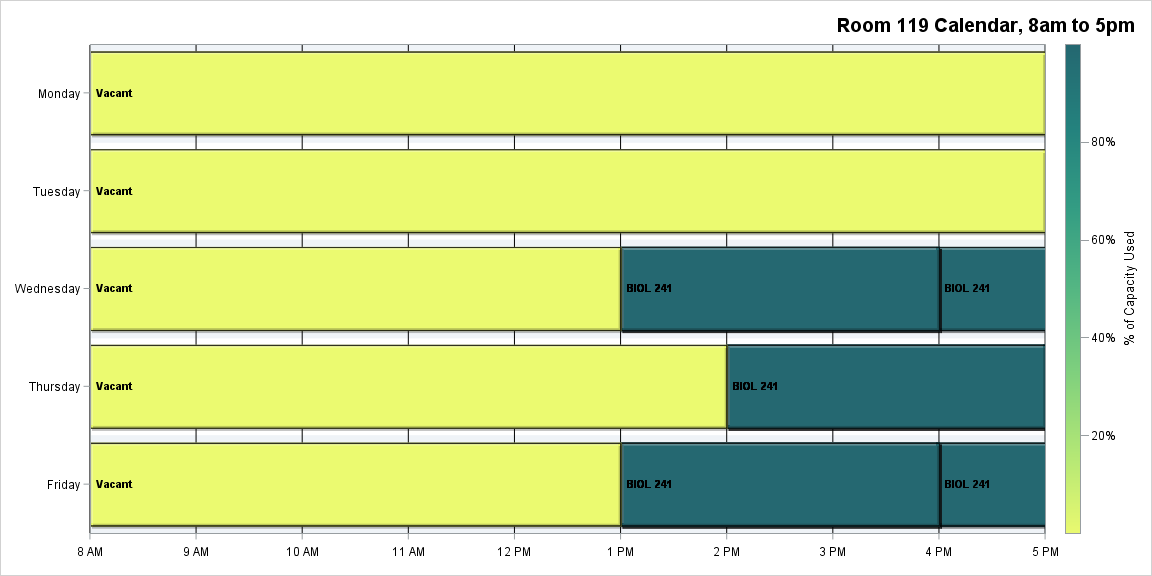 Room 119 Calendar, 8am to 5pm
Monday
Vacant
Tuesday
Vacant
Wednesday
Vacant
BIOL 241
BIOL 241
Thursday
Vacant
BIOL 241
Friday
Vacant
BIOL 241
BIOL 241
8 AM
9 AM
10 AM
11 AM
12 PM
1 PM
2 PM
3 PM
4 PM
5 PM
80%
60%
40%
20%
% of Capacity Used